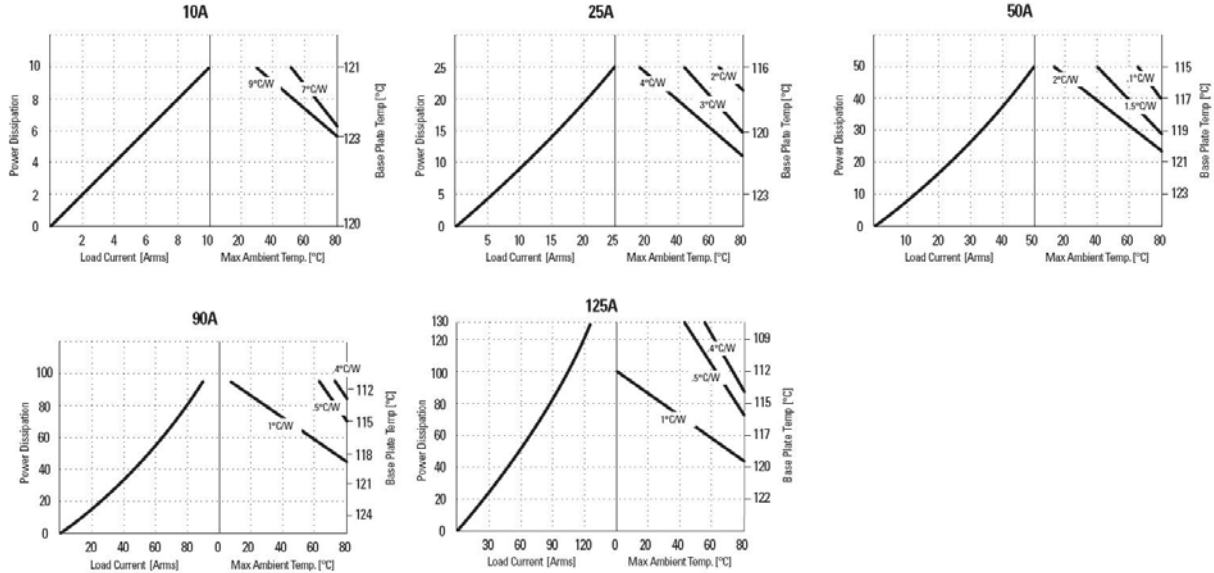 10A
10
8
6
4
2
0
Power Dissipation
2 4 6 8 10 20 40 60 80
Load Current [Arms] Max Ambient Temp. [°C]
9°C/W
7°C/W
121
123
120
Base Plate Temp [°C]
25A
25
20
15
10
5
0
Power Dissipation
5 10 15 20 25 20 40 60 80
Load Current [Arms] Max Ambient Temp. [°C]
4°C/W
3°C/W
2°C/W
116
120
123
Base Plate Temp [°C]
50A
50
40
30
20
10
0
Power Dissipation
10 20 30 40 50 20 40 60 80
Load Current [Arms] Max Ambient Temp. [°C]
2°C/W
1.5°C/W
.1°C/W
115
117
119
121
123
Base Plate Temp [°C]
90A
100
80
60
40
20
0
Power Dissipation
20 40 60 80 0 20 40 60 80
Load Current [Arms] Max Ambient Temp. [°C]
1°C/W
.5°C/W
.4°C/W
112
115
118
121
124
Base Plate Temp [°C]
125A
130
120
100
80
60
40
20
0
Power Dissipation
30 60 90 120 0 20 40 60 80
Load Current [Arms] Max Ambient Temp. [°C]
1°C/W
.5°C/W
.4°C/W
109
112
115
117
120
122
Base Plate Temp [°C]